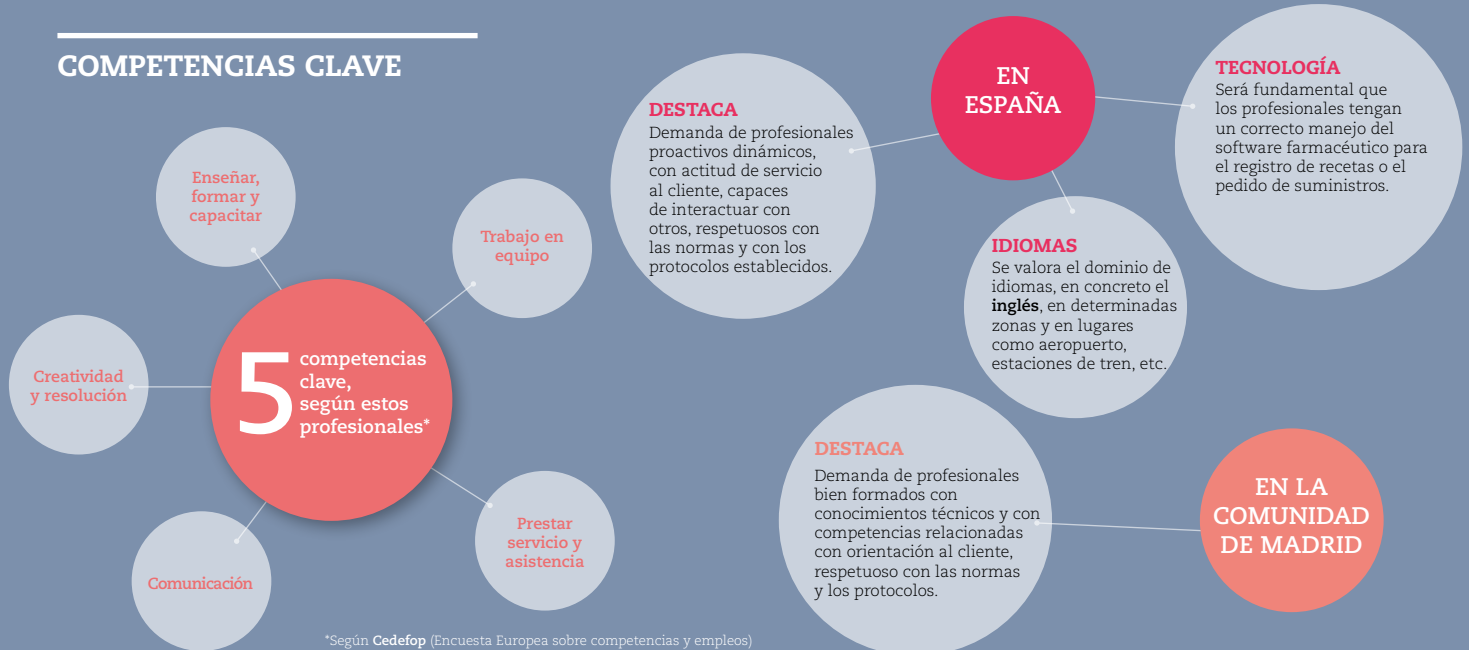 COMPETENCIAS CLAVE
Enseñar,
formar y
capacitar
Trabajo en
equipo
Creatividad
y resolución
5 competencias
clave,
según estos
profesionales*
Prestar
servicio y
asistencia
Comunicación
*Según Cedefop (Encuesta Europea sobre competencias y empleos)
EN
ESPAÑA
DESTACA
Demanda de profesionales
proactivos dinámicos,
con actitud de servicio
al cliente, capaces
de interactuar con
otros, respetuosos con
las normas y con los
protocolos establecidos.
TECNOLOGÍA
Será fundamental que
los profesionales tengan
un correcto manejo del
software farmacéutico para
el registro de recetas o el
pedido de suministros.
IDIOMAS
Se valora el dominio de
idiomas, en concreto el
inglés, en determinadas
zonas y en lugares
como aeropuerto,
estaciones de tren, etc.
DESTACA
Demanda de profesionales
bien formados con
conocimientos técnicos y con
competencias relacionadas
con orientación al cliente,
respetuoso con las normas
y los protocolos.
EN LA
COMUNIDAD
DE MADRID